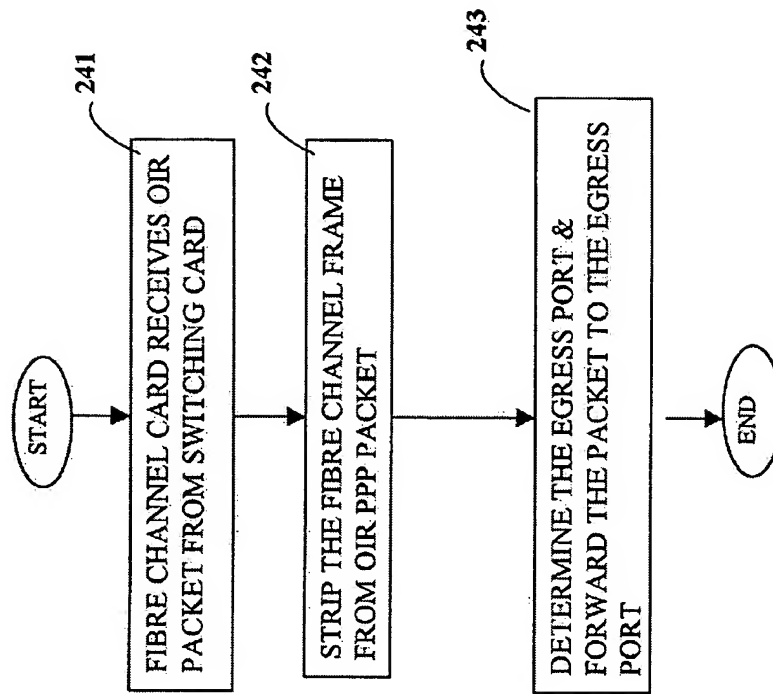 START
241
FIBRE CHANNEL CARD RECEIVES OIR
PACKET FROM SWITCHING CARD
242
STRIP THE FIBRE CHANNEL FRAME
FROM OIR PPP PACKET
243
DETERMINE THE EGRESS PORT &
FORWARD THE PACKET TO THE EGRESS
PORT
END